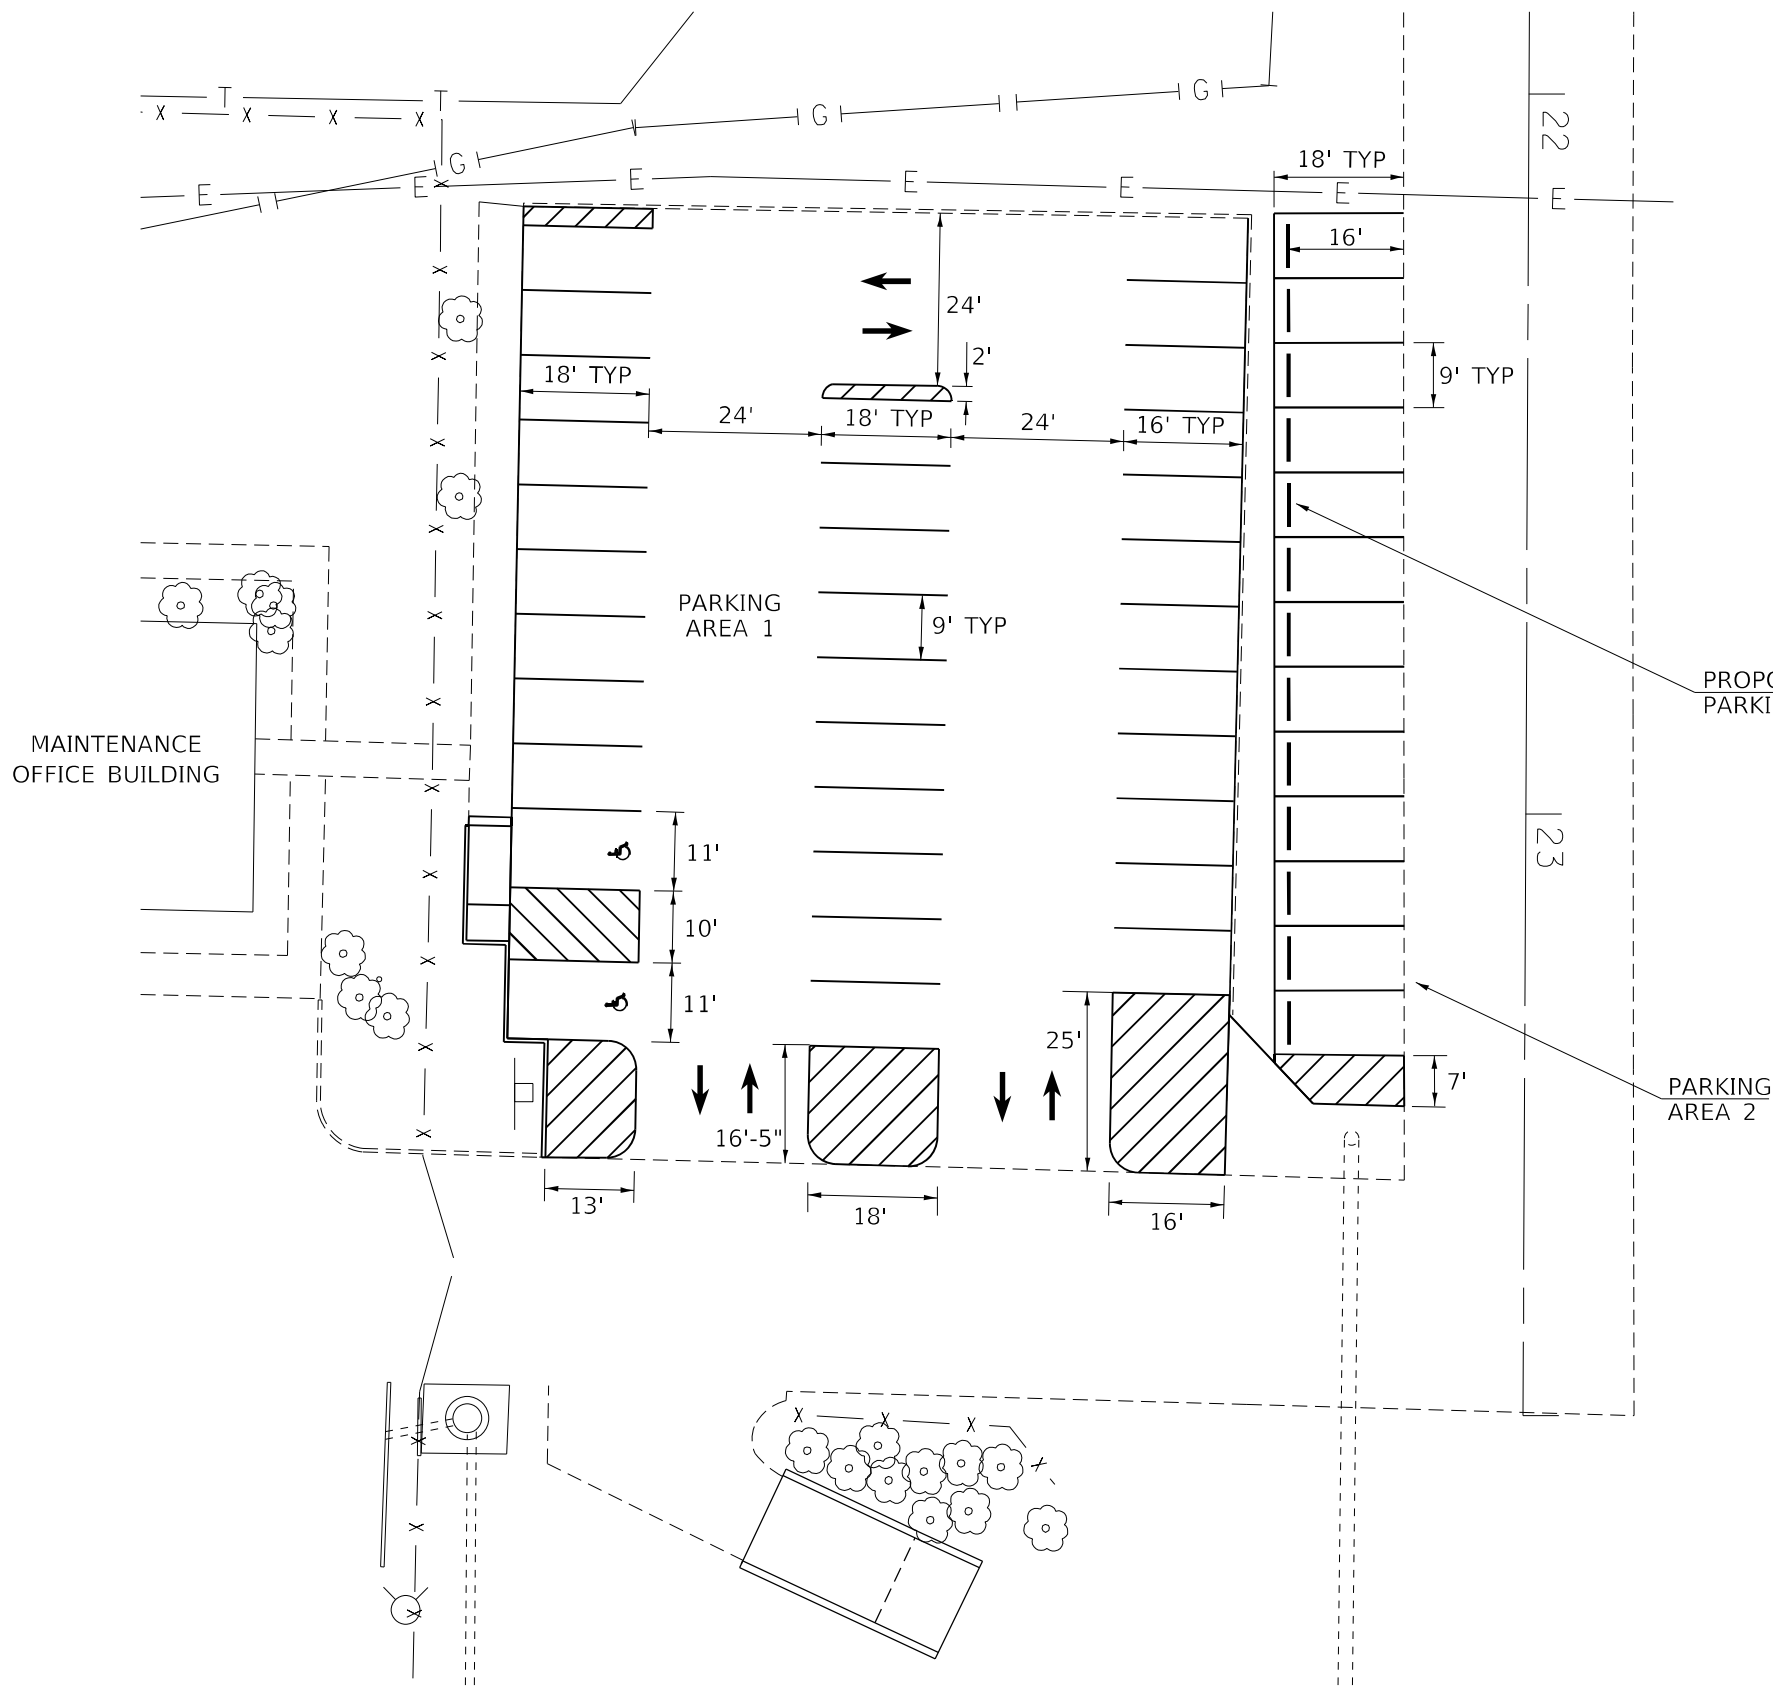 T
T
X
X
X
X
G
G
G
22
18' TYP
E
X
E
E
E
E
E
E
16'
24'
X
2'
X
9' TYP
18' TYP
24'
18' TYP
24'
16' TYP
X
X
PARKING
AREA 1
9' TYP
X
PROPO
PARKI
X
MAINTENANCE
OFFICE BUILDING
X
23
11'
X
10'
X
11'
25'
X
7'
PARKING
AREA 2
16'-5"
X
13'
18'
16'
X
X
X
X
X
X
X